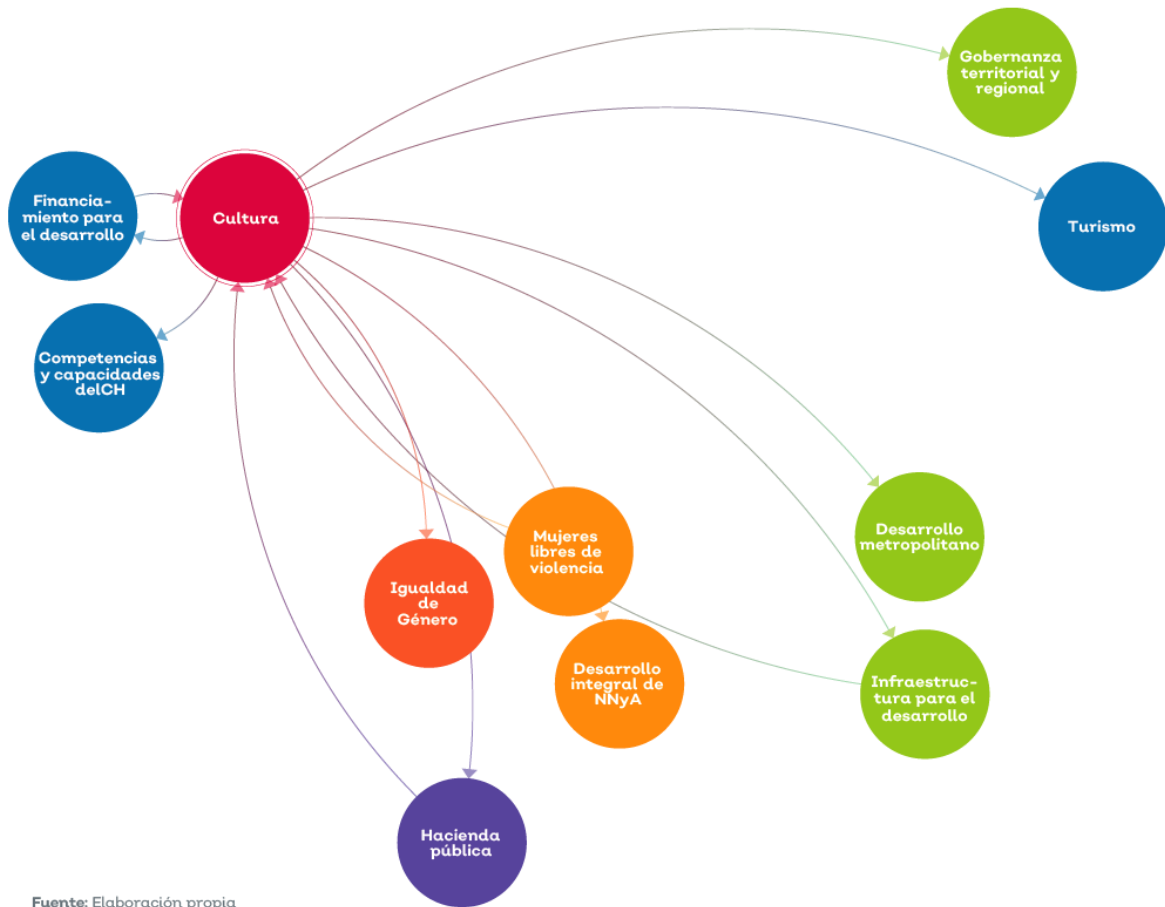 Gobernanza
territorial y
regional
Financia-
miento para
el desarrollo
Cultura
Turismo
Competencias
y capacidades
delCH
Mujeres
libres de
violencia
Desarrollo
metropolitano
Igualdad
de
Género
Desarrollo
integral de
NNyA
Infraestruc-
tura para el
desarrollo
Hacienda
pública
Fuente: Elaboración propia